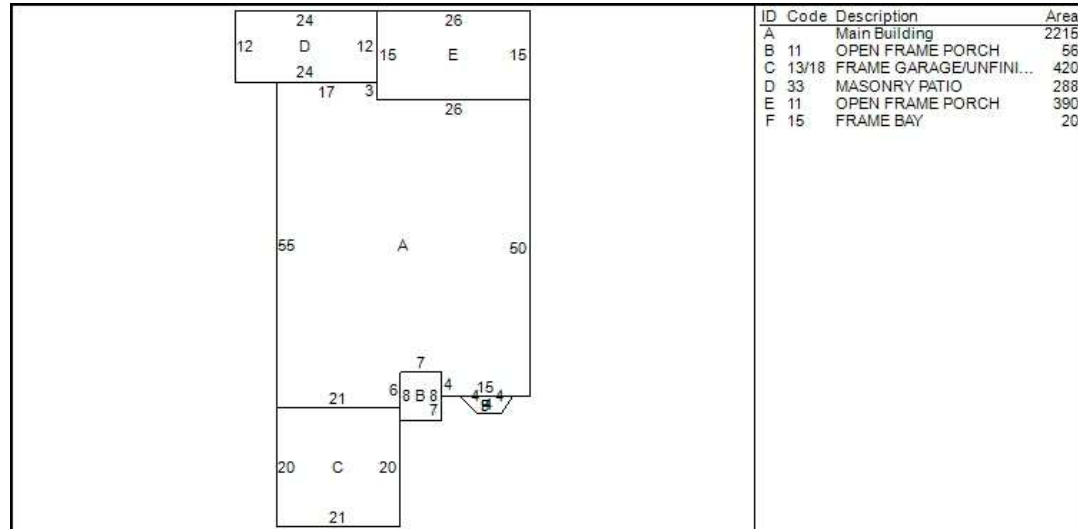 24 26
12 D 12 15 E 15
24
17 3 26
55 A 50
7
6 8 B 8 4 15
4 4
7
21
20 C 20
21
ID Code Description Area
A Main Building 2215
B 11 OPEN FRAME PORCH 56
C 13/18 FRAME GARAGE/UNFINI... 420
D 33 MASONRY PATIO 288
E 11 OPEN FRAME PORCH 390
F 15 FRAME BAY 20